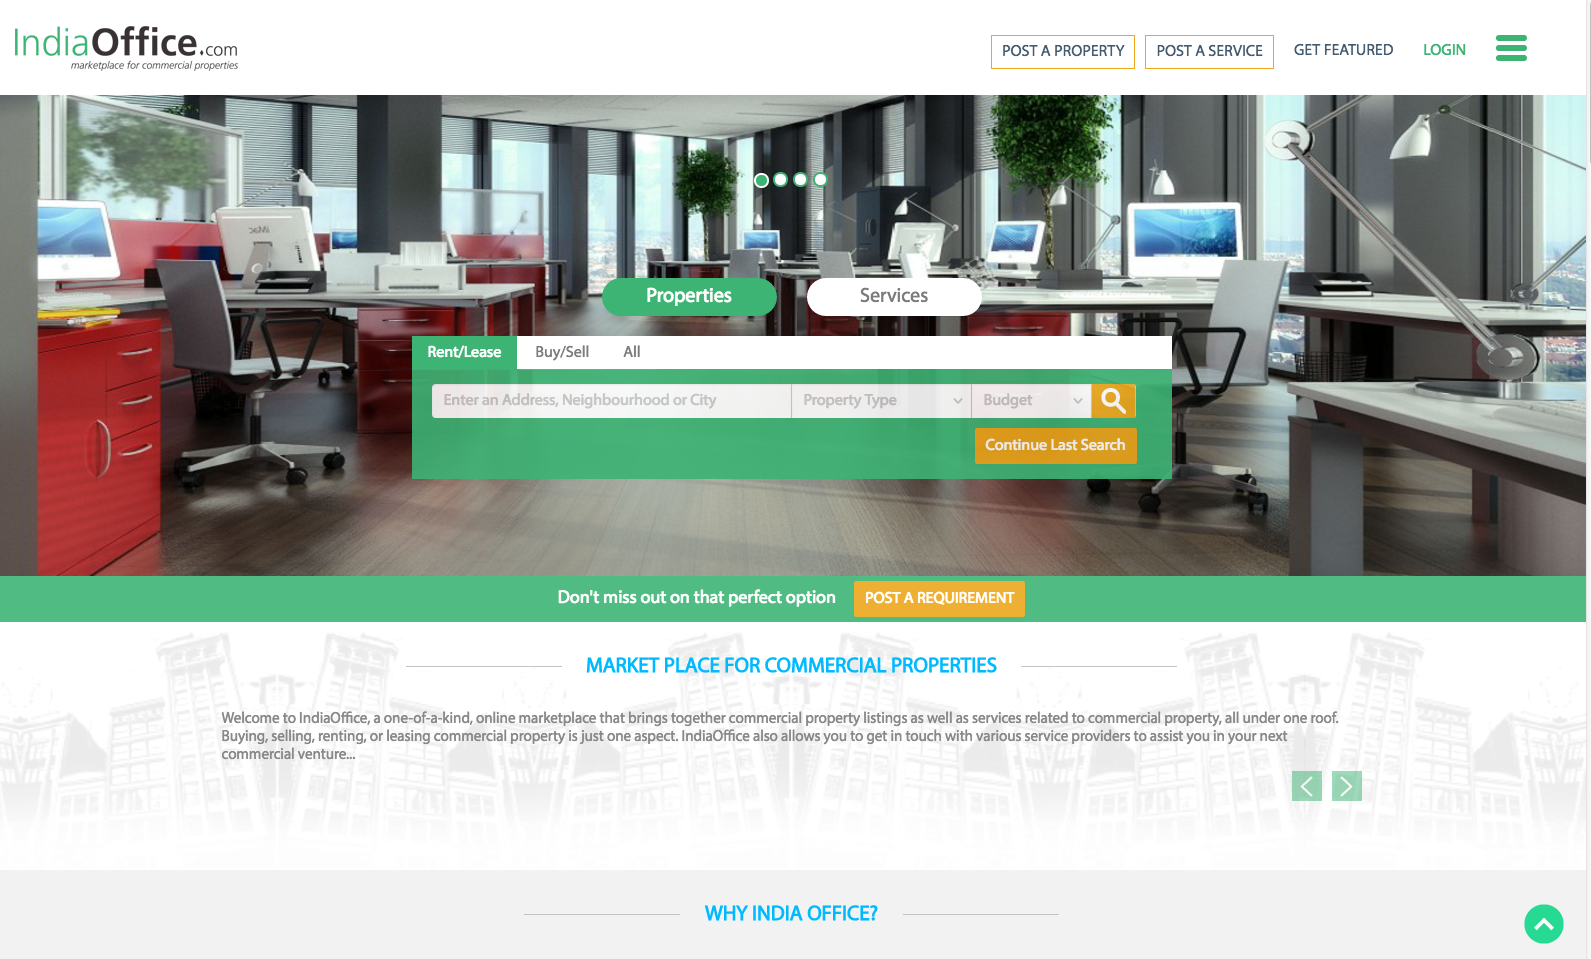 IndiaOffice.com
marketplace for commercial properties
POST A PROPERTY
POST A SERVICE
GET FEATURED
LOGIN
iMac
Properties
Services
Rent/Lease
Buy/Sell
All
Enter an Address, Neighbourhood or City
Property Type
Budget
Continue Last Search
Don't miss out on that perfect option
POST A REQUIREMENT
MARKET PLACE FOR COMMERCIAL PROPERTIES
Welcome to IndiaOffice, a one-of-a-kind, online marketplace that brings together commercial property listings as well as services related to commercial property, all under one roof.
Buying, selling, renting, or leasing commercial property is just one aspect. IndiaOffice also allows you to get in touch with various service providers to assist you in your next
commercial venture...
WHY INDIA OFFICE?